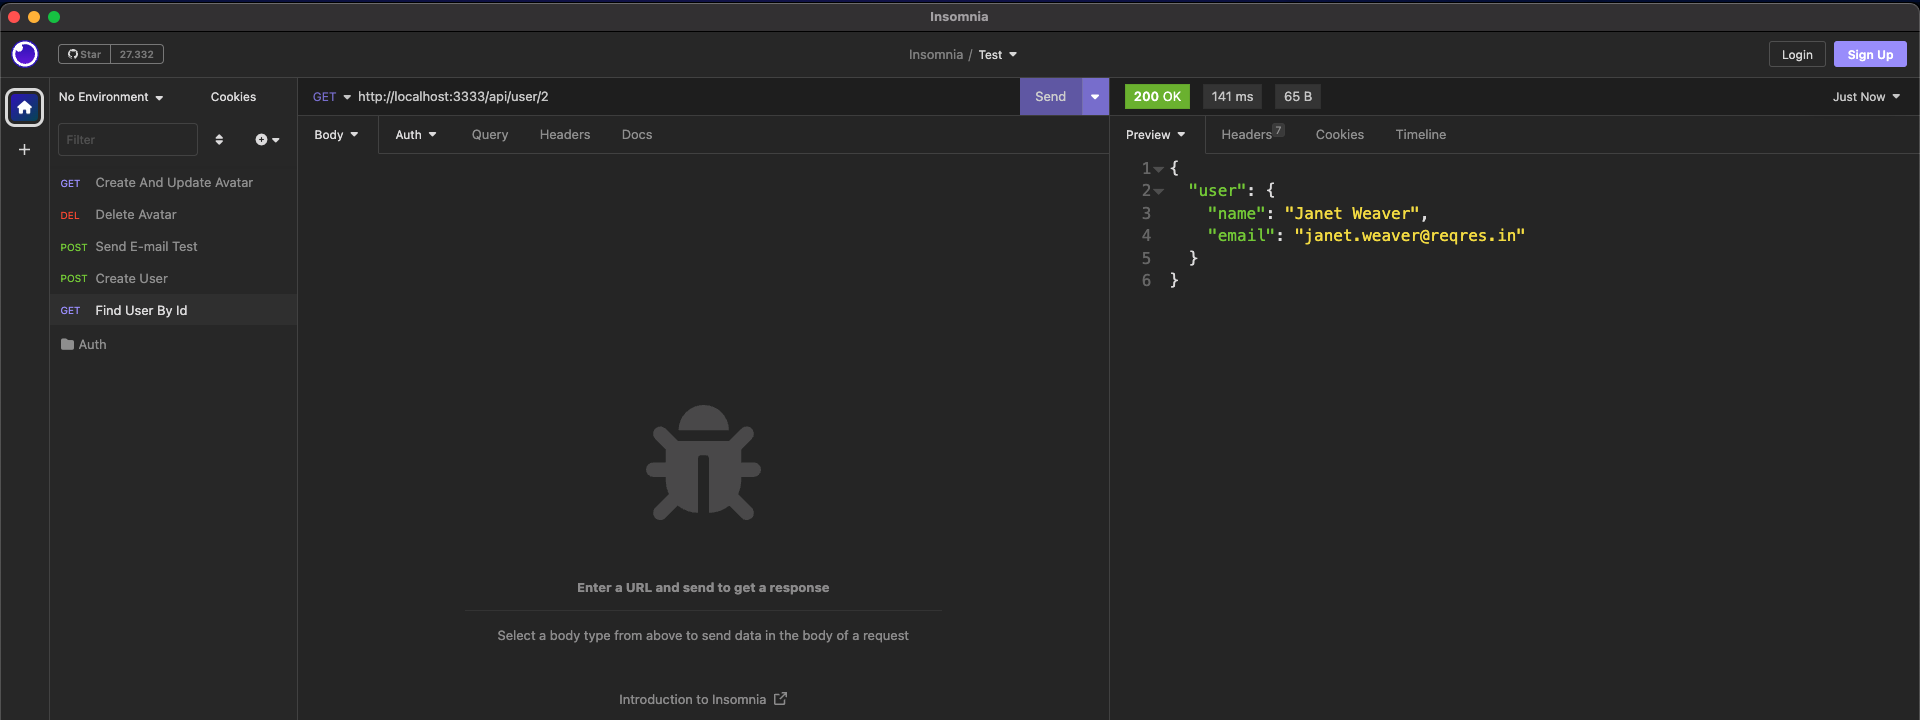 Insomnia
Star 27.332
Insomnia / Test
Login
Sign Up
No Environment
Cookies
Filter
GET Create And Update Avatar
DEL Delete Avatar
POST Send E-mail Test
POST Create User
GET Find User By Id
Auth
GET http://localhost:3333/api/user/2
Send
Body Auth Query Headers Docs
Enter a URL and send to get a response
Select a body type from above to send data in the body of a request
Introduction to Insomnia
200 OK 141 ms 65 B Just Now
Preview Headers 7 Cookies Timeline
1 {
2 "user": {
3 "name": "Janet Weaver",
4 "email": "janet.weaver@reqres.in"
5 }
6 }